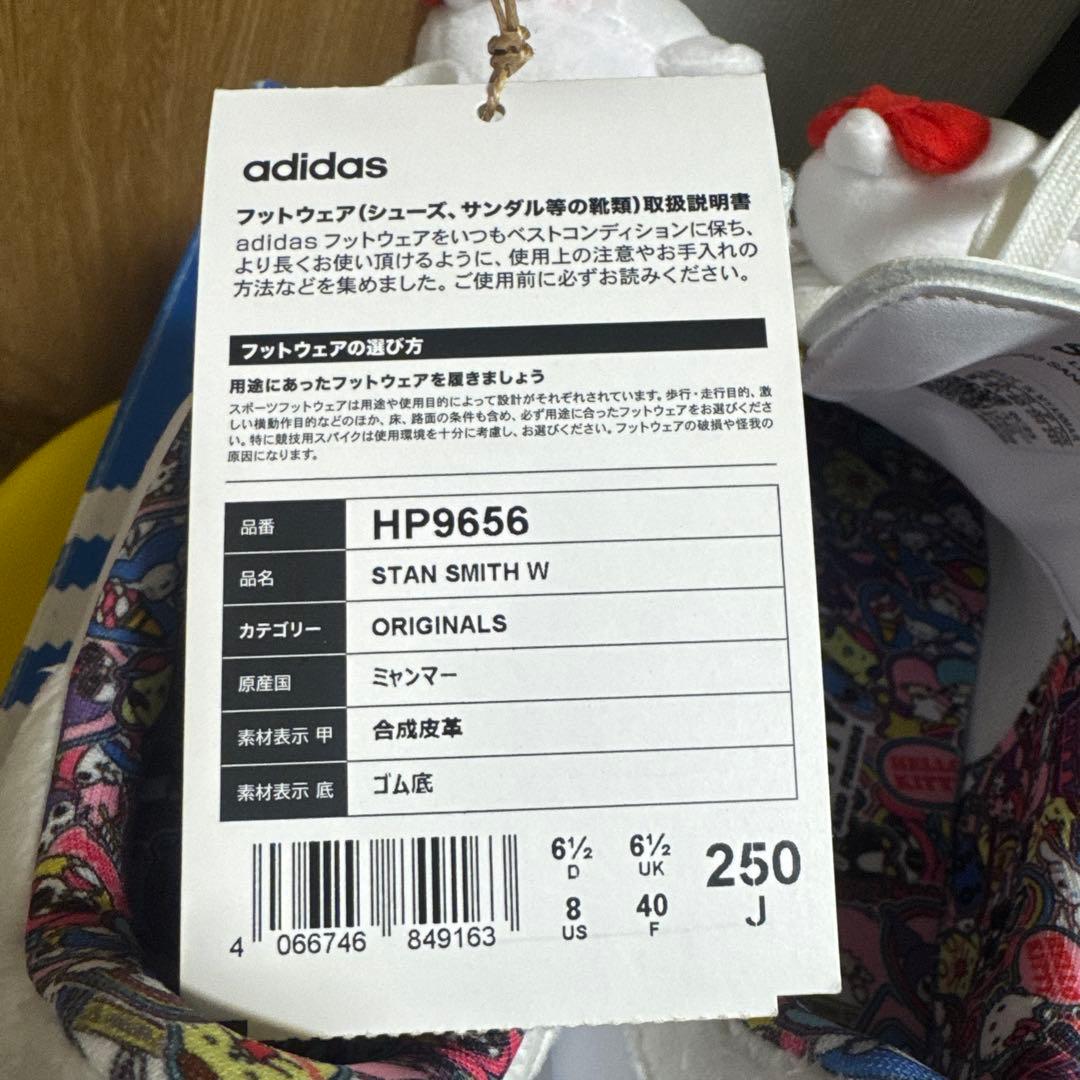 adidas
フットウェア(シューズ、サンダル等の靴類)取扱説明書
adidas フットウェアをいつもベストコンディションに保ち、
より長くお使い頂けるように、使用上の注意やお手入れの
方法などを集めました。ご使用前に必ずお読みください。
フットウェアの選び方
用途にあったフットウェアを履きましょう
スポーツフットウェアは用途や使用目的によって設計がそれぞれされています。歩行・走行目的、激
しい横動作目的などのほか、床、路面の条件も含め、必ず用途に合ったフットウェアをお選びくださ
い。特に競技用スパイクは使用環境を十分に考慮し、お選びください。フットウェアの破損や怪我の
原因になります。
品番 HP9656
品名 STAN SMITH W
カテゴリー ORIGINALS
原産国 ミャンマー
素材表示 甲 合成皮革
素材表示 底 ゴム底
4 066746 849163
6½ D 6½ UK 250 J
8 US 40 F
HELLO
KITTY